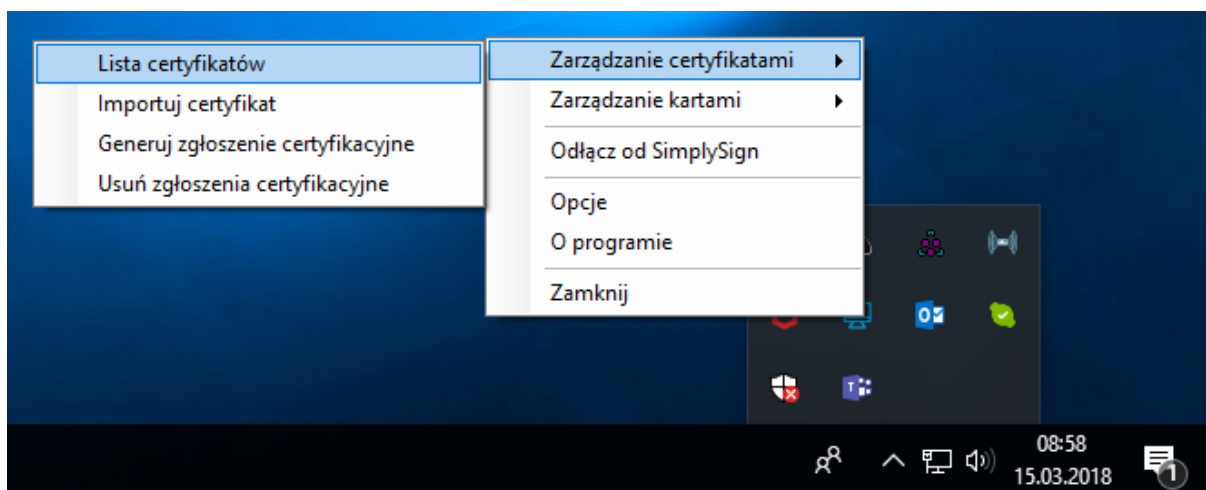 Lista certyfikatów
Importuj certyfikat
Generuj zgłoszenie certyfikacyjne
Usuń zgłoszenia certyfikacyjne
Zarządzanie certyfikatami
Zarządzanie kartami
Odłącz od SimplySign
Opcje
O programie
Zamknij
08:58
15.03.2018
1